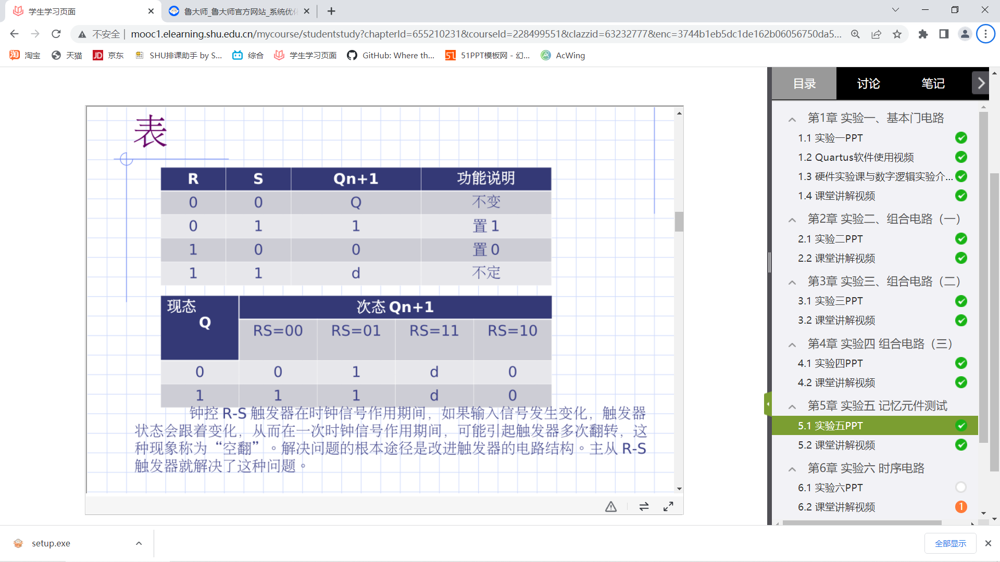 学生学习页面
鲁大师_鲁大师官方网站_系统优化
不安全 | mooc1.elearning.shu.edu.cn/mycourse/studentstudy?chapterId=655210231&courseId=228499551&clazzid=63232777&enc=3744b1eb5dc1de162b06056750da5...
淘宝 天猫 京东 SHU排课助手 by S... 综合 学生学习页面 GitHub: Where th... 51PPT模板网 - 幻... AcWing
表
R S Qn+1 功能说明
0 0 Q 不变
0 1 1 置 1
1 0 0 置 0
1 1 d 不定
现态 次态 Qn+1
Q
RS=00 RS=01 RS=11 RS=10
0 0 1 d 0
1 1 1 d 0
钟控 R-S 触发器在时钟信号作用期间，如果输入信号发生变化，触发器
状态会跟着变化，从而在一次时钟信号作用期间，可能引起触发器多次翻转，这
种现象称为“空翻”。解决问题的根本途径是改进触发器的电路结构。主从 R-S
触发器就解决了这种问题。
目录 讨论 笔记
第1章 实验一、基本门电路
1.1 实验一PPT
1.2 Quartus软件使用视频
1.3 硬件实验课与数字逻辑实验介...
1.4 课堂讲解视频
第2章 实验二、组合电路（一）
2.1 实验二PPT
2.2 课堂讲解视频
第3章 实验三、组合电路（二）
3.1 实验三PPT
3.2 课堂讲解视频
第4章 实验四 组合电路（三）
4.1 实验四PPT
4.2 课堂讲解视频
第5章 实验五 记忆元件测试
5.1 实验五PPT
5.2 课堂讲解视频
第6章 实验六 时序电路
6.1 实验六PPT
6.2 课堂讲解视频 1
setup.exe
全部显示